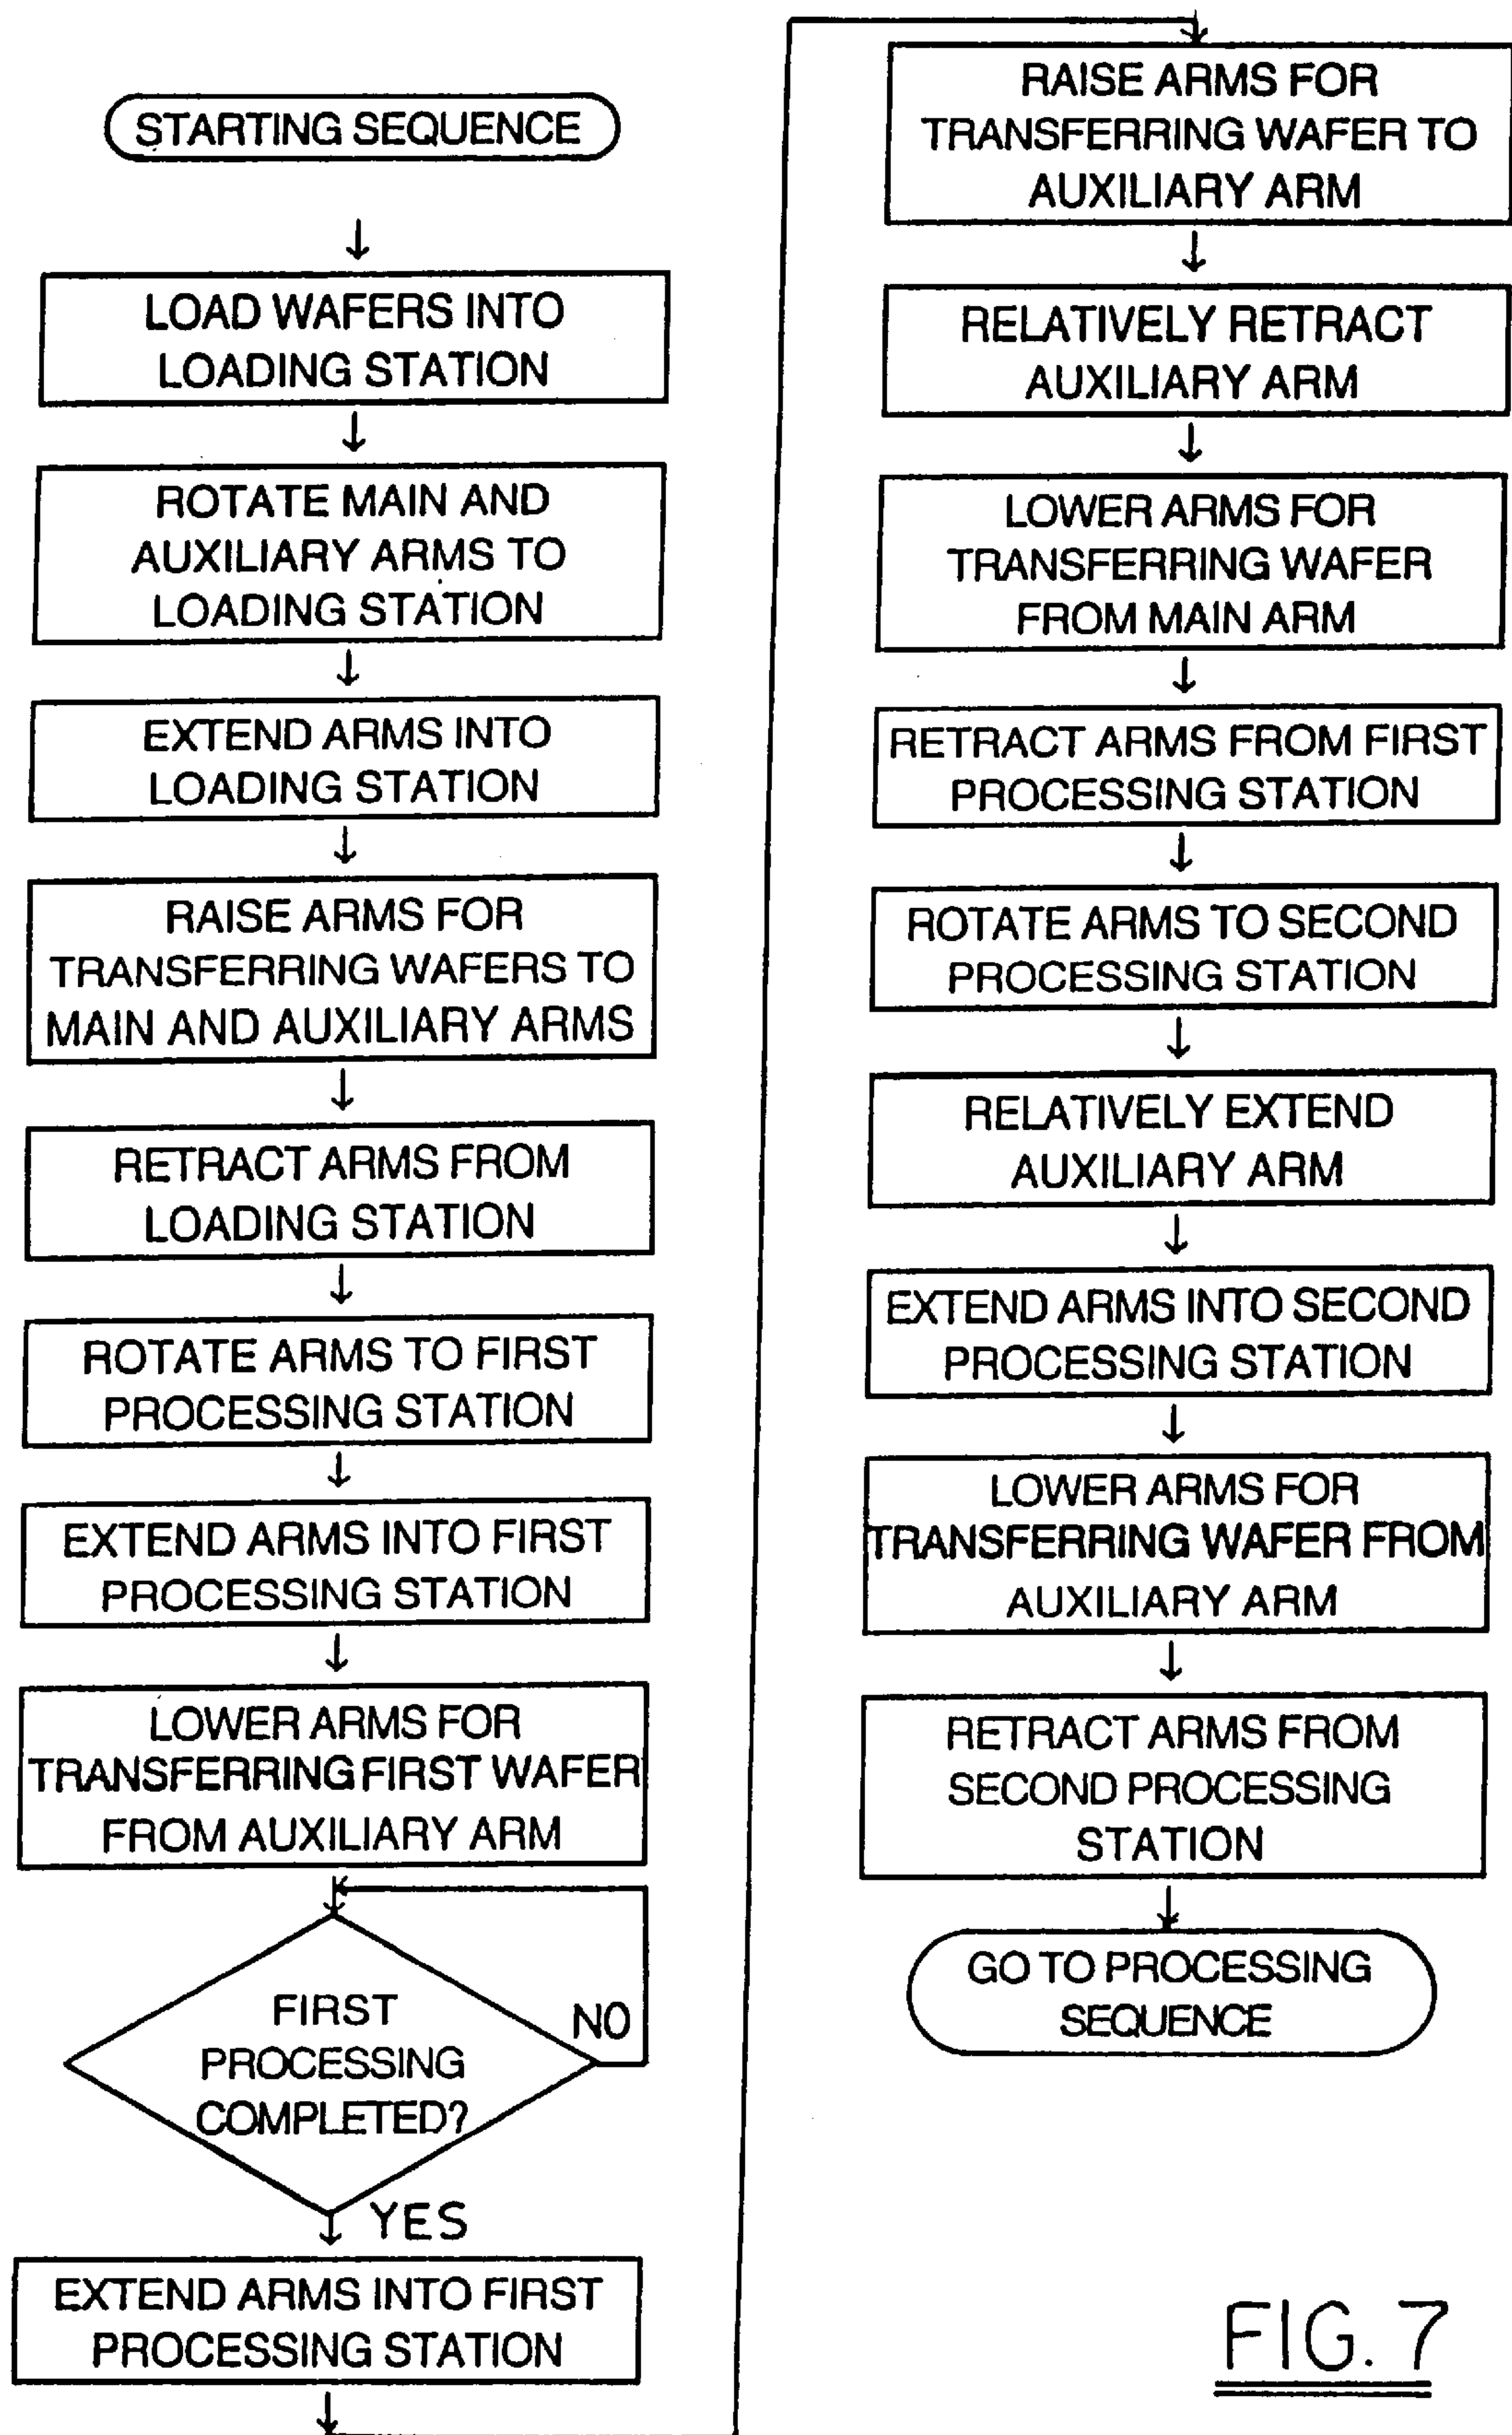 STARTING SEQUENCE
LOAD WAFERS INTO
LOADING STATION
ROTATE MAIN AND
AUXILIARY ARMS TO
LOADING STATION
EXTEND ARMS INTO
LOADING STATION
RAISE ARMS FOR
TRANSFERRING WAFERS TO
MAIN AND AUXILIARY ARMS
RETRACT ARMS FROM
LOADING STATION
ROTATE ARMS TO FIRST
PROCESSING STATION
EXTEND ARMS INTO FIRST
PROCESSING STATION
LOWER ARMS FOR
TRANSFERRING FIRST WAFER
FROM AUXILIARY ARM
FIRST
PROCESSING
COMPLETED?
NO
YES
EXTEND ARMS INTO FIRST
PROCESSING STATION
RAISE ARMS FOR
TRANSFERRING WAFER TO
AUXILIARY ARM
RELATIVELY RETRACT
AUXILIARY ARM
LOWER ARMS FOR
TRANSFERRING WAFER
FROM MAIN ARM
RETRACT ARMS FROM FIRST
PROCESSING STATION
ROTATE ARMS TO SECOND
PROCESSING STATION
RELATIVELY EXTEND
AUXILIARY ARM
EXTEND ARMS INTO SECOND
PROCESSING STATION
LOWER ARMS FOR
TRANSFERRING WAFER FROM
AUXILIARY ARM
RETRACT ARMS FROM
SECOND PROCESSING
STATION
GO TO PROCESSING
SEQUENCE
FIG. 7